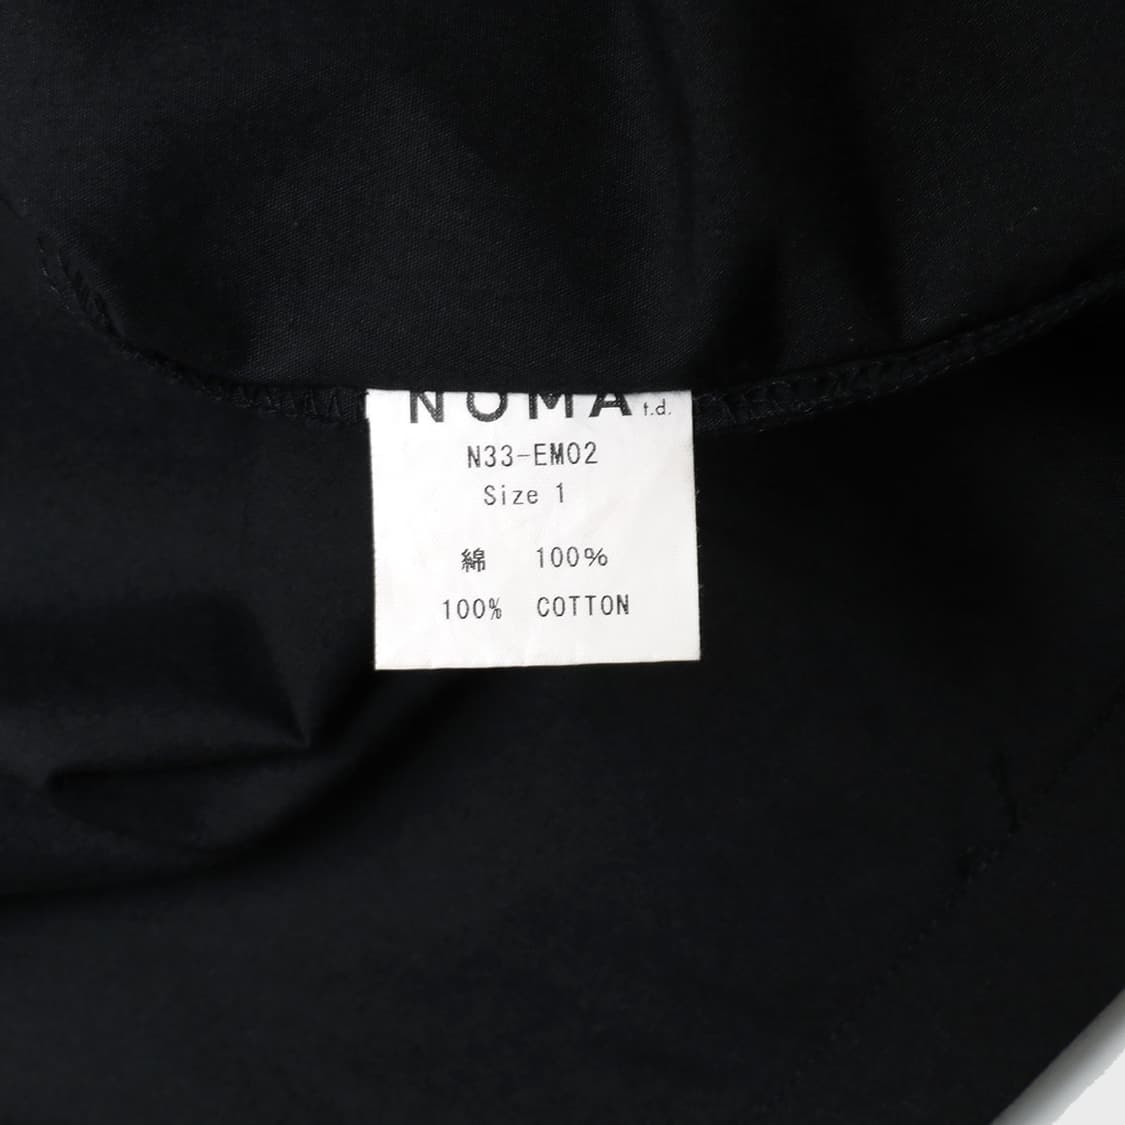 NOMA t.d.
N33-EM02
Size 1
綿 100%
100% COTTON